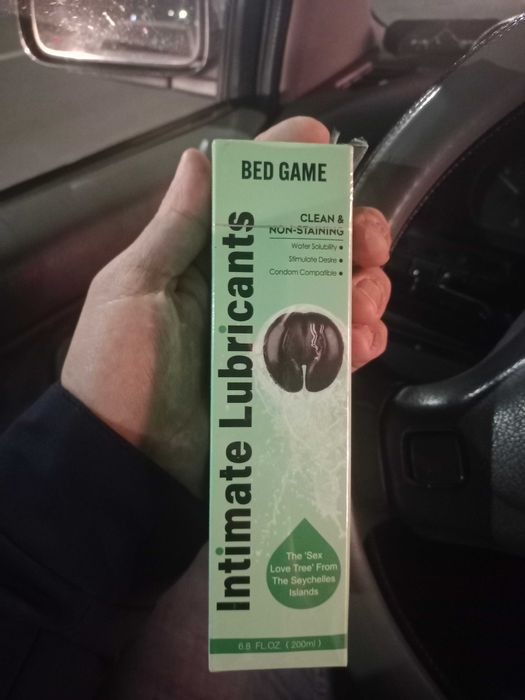 BED GAME
CLEAN &
NON-STAINING
Water Solubility ●
Stimulate Desire ●
Condom Compatible ●
Intimate Lubricants
The 'Sex
Love Tree' From
The Seychelles
Islands
6.8 FL.OZ. ( 200ml )